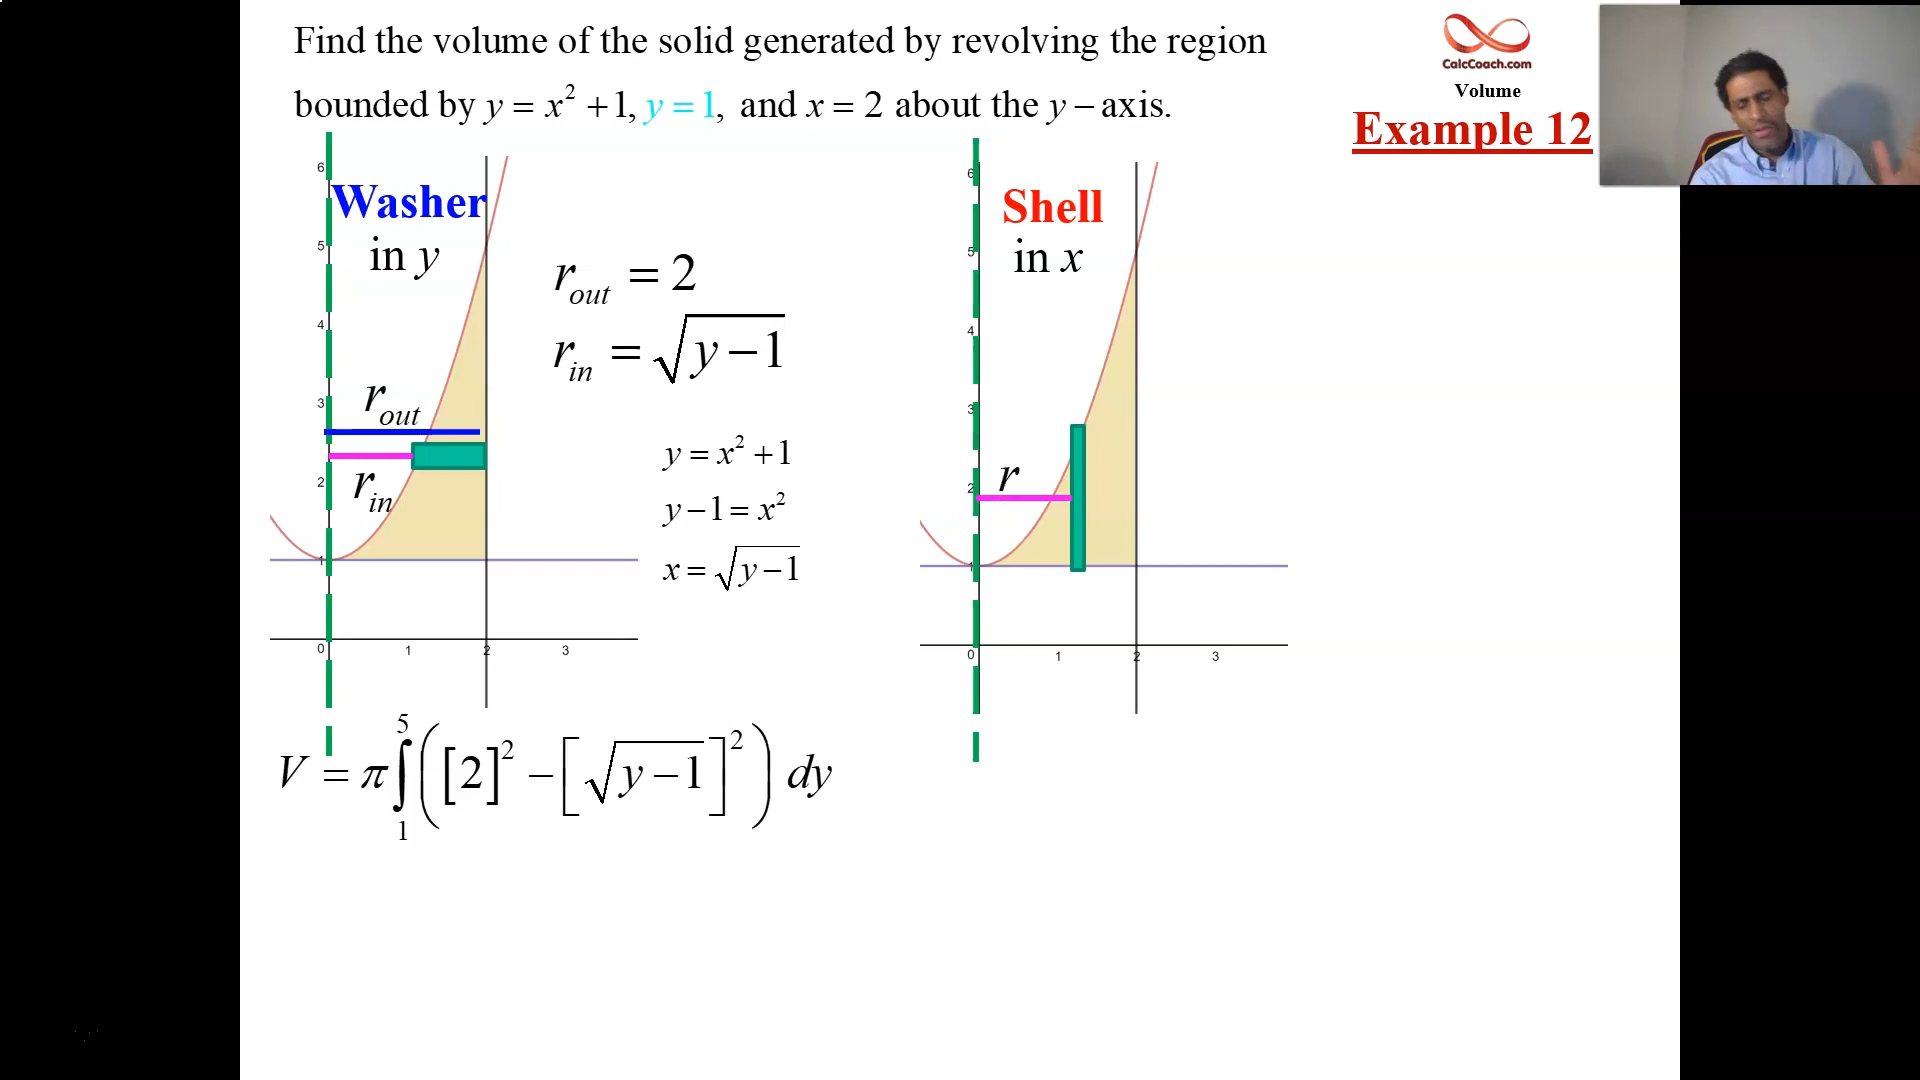 Find the volume of the solid generated by revolving the region
bounded by y = x² + 1, y = 1, and x = 2 about the y − axis.
CalcCoach.com
Volume
Example 12
Washer
in y
6
5
4
3
2
1
0
1
2
3
r_out
r_in
r_out = 2
r_in = √(y − 1)
y = x² + 1
y − 1 = x²
x = √(y − 1)
Shell
in x
6
5
4
3
2
1
0
1
2
3
r
V = π∫₁⁵([2]² − [√(y − 1)]²) dy